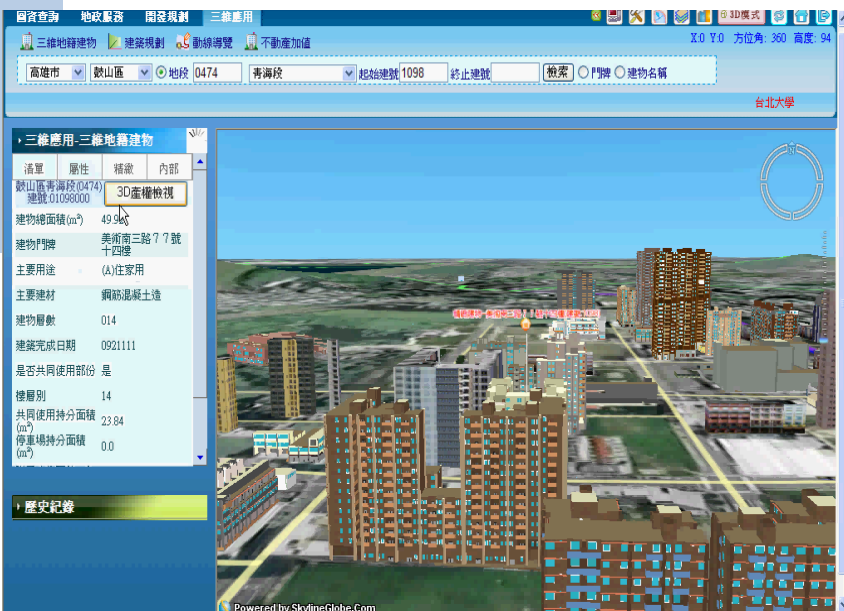 圖資查詢 地政服務 開發規劃 三維應用
3D模式
三維地籍建物 建築規劃 動線導覽 不動產加值
X:0 Y:0 方位角: 360 高度: 94
高雄市 鼓山區 地段 0474 青海段 起始建號 1098 終止建號 檢索 門牌 建物名稱
台北大學
三維應用-三維地籍建物
清單 屬性 精緻 內部
鼓山區青海段(0474)
建號:01098000
3D產權檢視
建物總面積(m²) 49.9
建物門牌 美術南三路77號
十四樓
主要用途 (A)住家用
主要建材 鋼筋混凝土造
建物層數 014
建築完成日期 0921111
是否共同使用部份 是
樓層別 14
共同使用持分面積
(m²) 23.84
停車場持分面積
(m²) 0.0
歷史紀錄
N
Powered by SkylineGlobe.Com